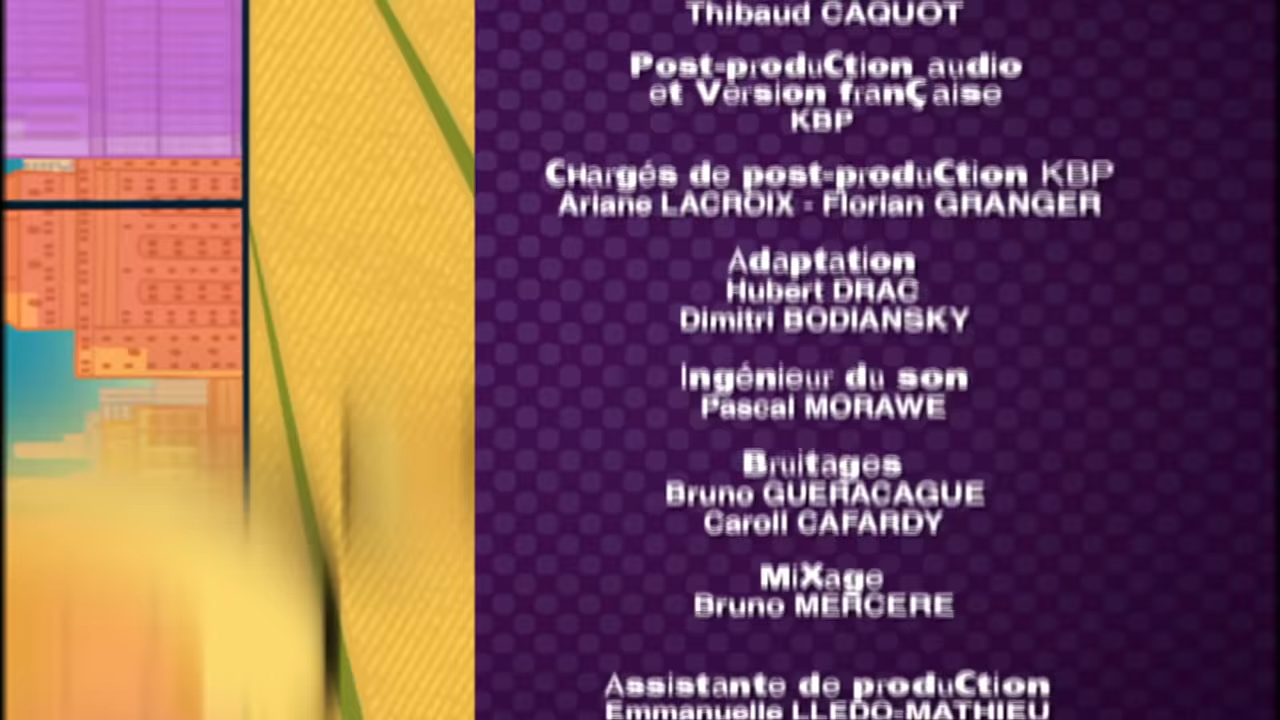 Thibaud CAQUOT
Post-production audio
et Version française
KBP
Chargés de post-production KBP
Ariane LACROIX - Florian GRANGER
Adaptation
Hubert DRAC
Dimitri BODIANSKY
Ingénieur du son
Pascal MORAWE
Bruitages
Bruno GUERACAGUE
Caroll CAFARDY
MiXage
Bruno MERCERE
Assistante de production
Emmanuelle LLEDO-MATHIEU